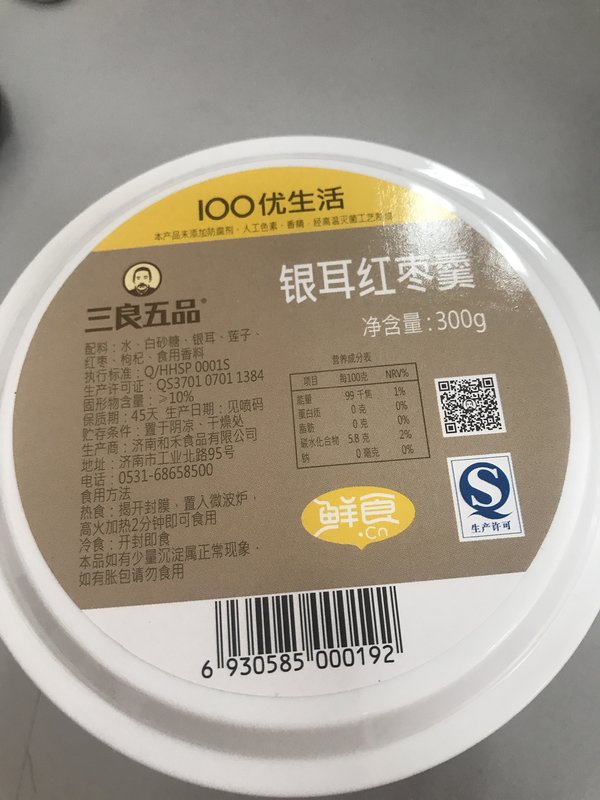 100优生活
本产品未添加防腐剂、人工色素、香精，经高温灭菌工艺
三良五品®
银耳红枣羹
净含量:300g
配料：水、白砂糖、银耳、莲子、
红枣、枸杞、食用香料
执行标准：Q/HHSP 0001S
生产许可证：QS3701 0701 1384
固形物含量：≥10%
保质期：45天 生产日期：见喷码
贮存条件：置于阴凉、干燥处
生产商：济南和禾食品有限公司
地址：济南市工业北路95号
电话：0531-68658500
食用方法
热食：揭开封膜，置入微波炉，
高火加热2分钟即可食用
冷食：开封即食
本品如有少量沉淀属正常现象，
如有胀包请勿食用
营养成分表
项目 每100克 NRV%
能量 99 千焦 1%
蛋白质 0 克 0%
脂肪 0 克 0%
碳水化合物 5.8 克 2%
钠 0 毫克 0%
鲜食
.cn
QS
生产许可
6 930585 000192